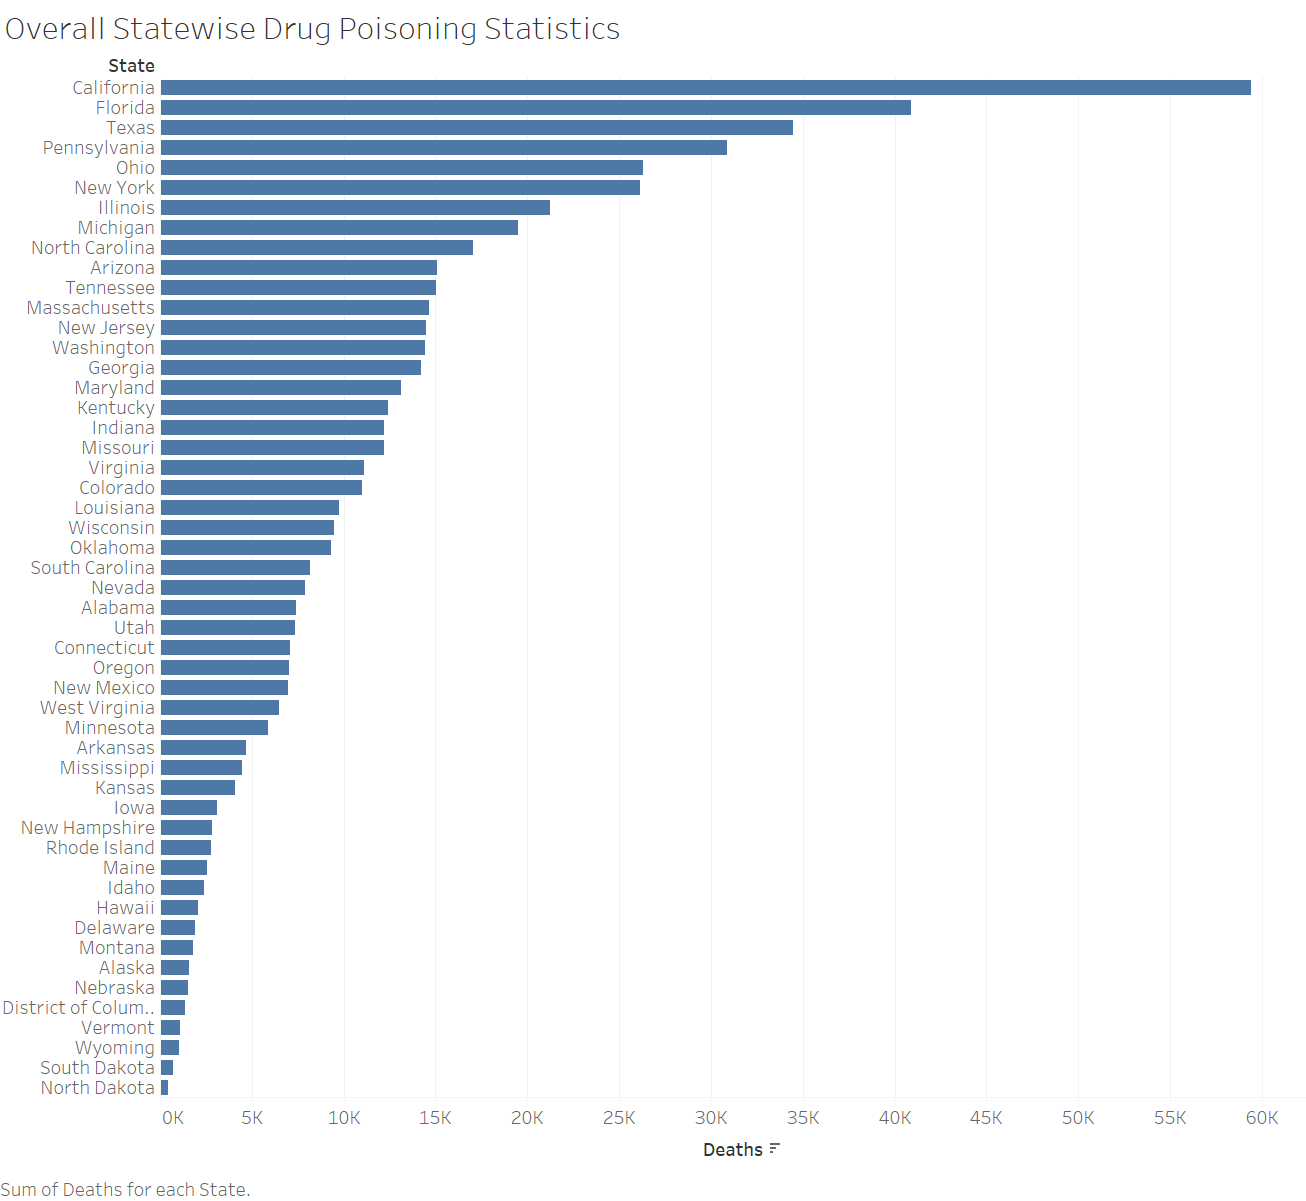 Overall Statewise Drug Poisoning Statistics
State
California
Florida
Texas
Pennsylvania
Ohio
New York
Illinois
Michigan
North Carolina
Arizona
Tennessee
Massachusetts
New Jersey
Washington
Georgia
Maryland
Kentucky
Indiana
Missouri
Virginia
Colorado
Louisiana
Wisconsin
Oklahoma
South Carolina
Nevada
Alabama
Utah
Connecticut
Oregon
New Mexico
West Virginia
Minnesota
Arkansas
Mississippi
Kansas
Iowa
New Hampshire
Rhode Island
Maine
Idaho
Hawaii
Delaware
Montana
Alaska
Nebraska
District of Colum..
Vermont
Wyoming
South Dakota
North Dakota
0K 5K 10K 15K 20K 25K 30K 35K 40K 45K 50K 55K 60K
Deaths
Sum of Deaths for each State.